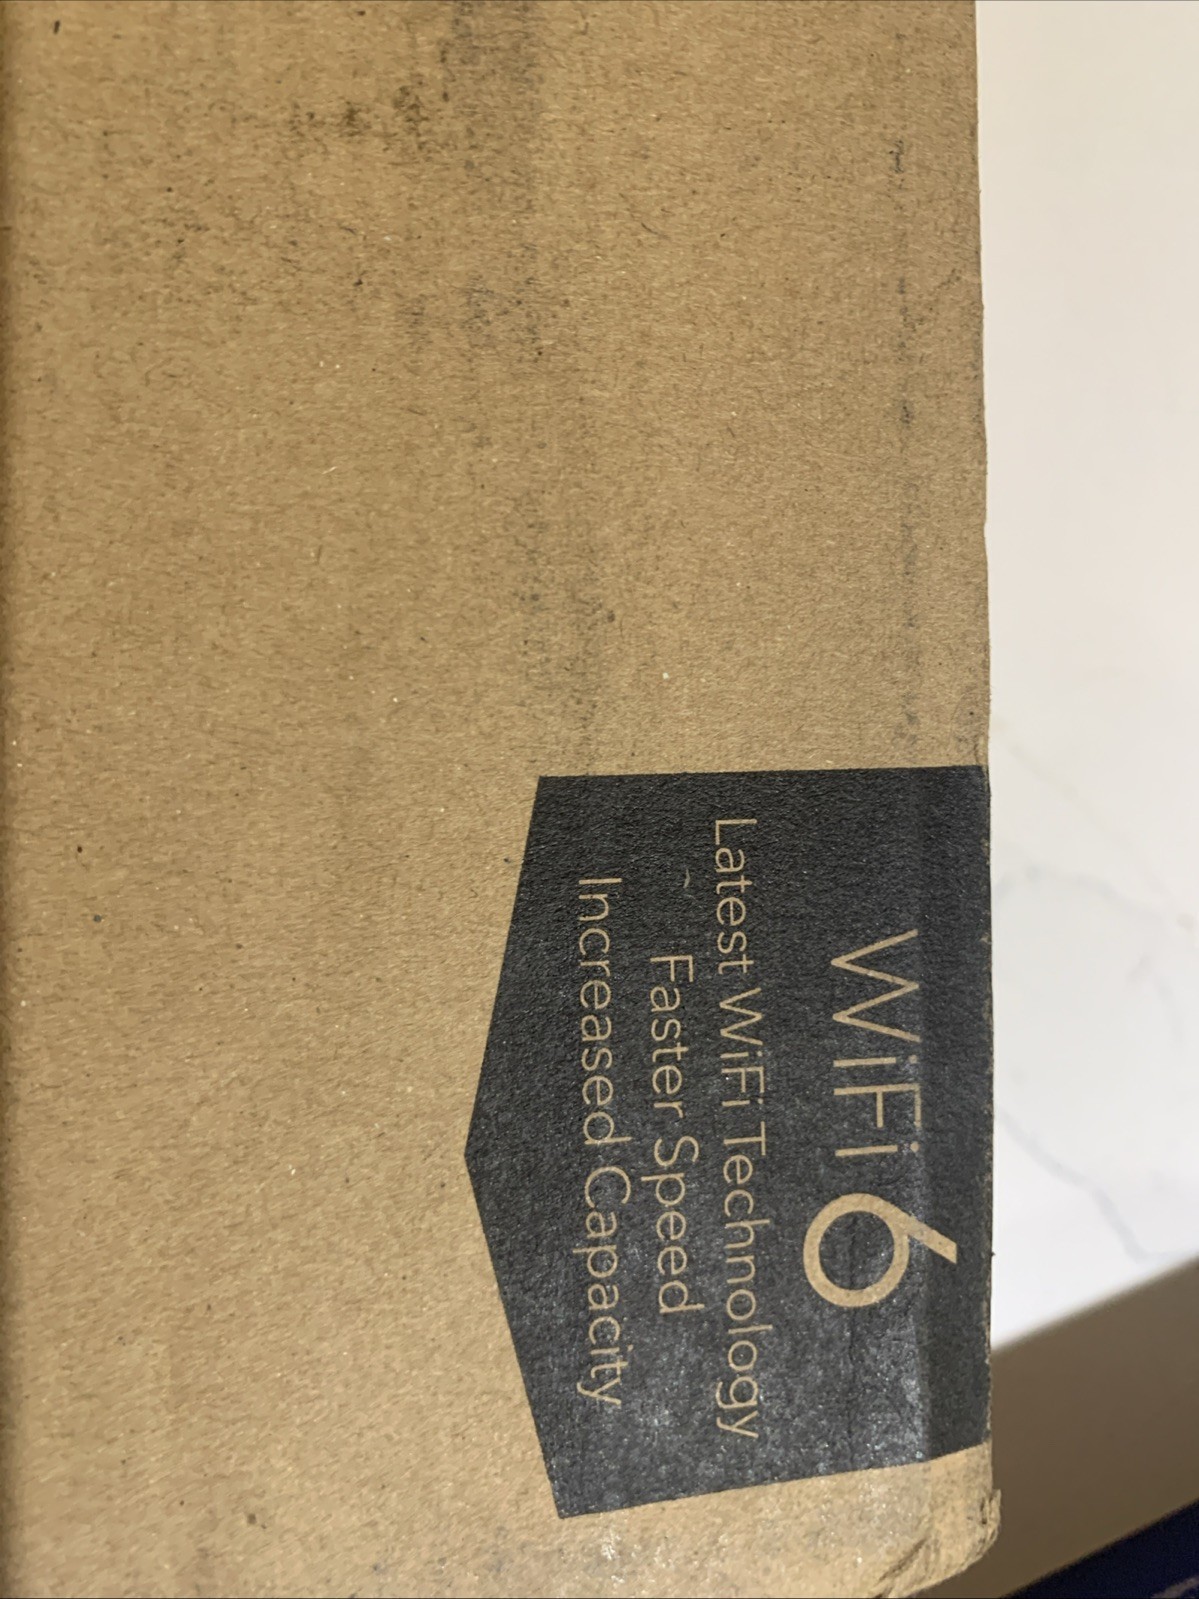 WiFi 6
Latest WiFi Technology
Faster Speed
Increased Capacity